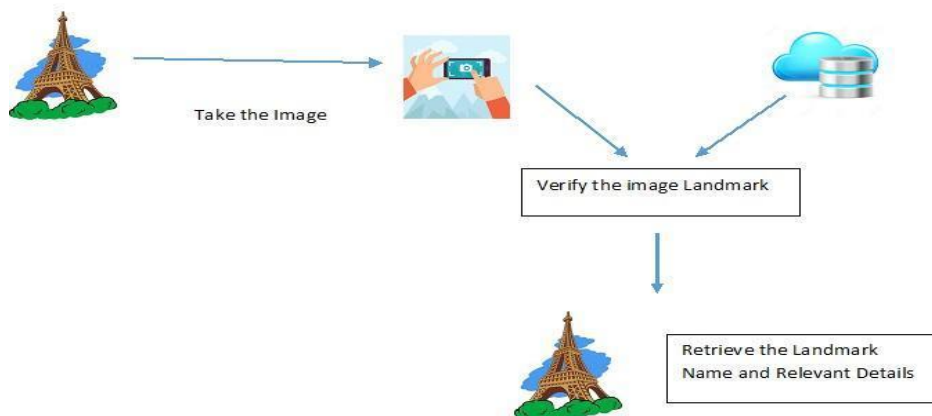 Take the Image
Verify the image Landmark
Retrieve the Landmark
Name and Relevant Details